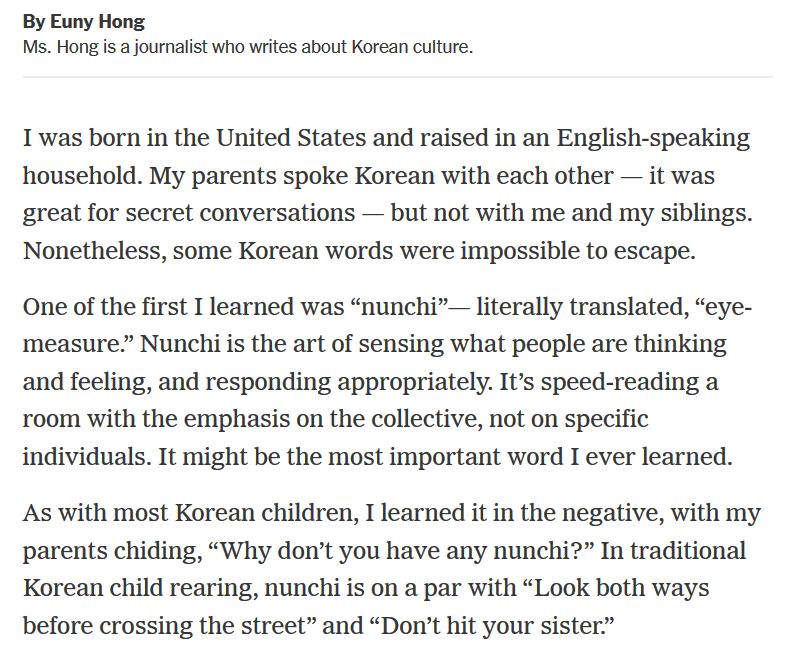 By Euny Hong
Ms. Hong is a journalist who writes about Korean culture.
I was born in the United States and raised in an English-speaking
household. My parents spoke Korean with each other — it was
great for secret conversations — but not with me and my siblings.
Nonetheless, some Korean words were impossible to escape.
One of the first I learned was “nunchi”— literally translated, “eye-
measure.” Nunchi is the art of sensing what people are thinking
and feeling, and responding appropriately. It’s speed-reading a
room with the emphasis on the collective, not on specific
individuals. It might be the most important word I ever learned.
As with most Korean children, I learned it in the negative, with my
parents chiding, “Why don’t you have any nunchi?” In traditional
Korean child rearing, nunchi is on a par with “Look both ways
before crossing the street” and “Don’t hit your sister.”